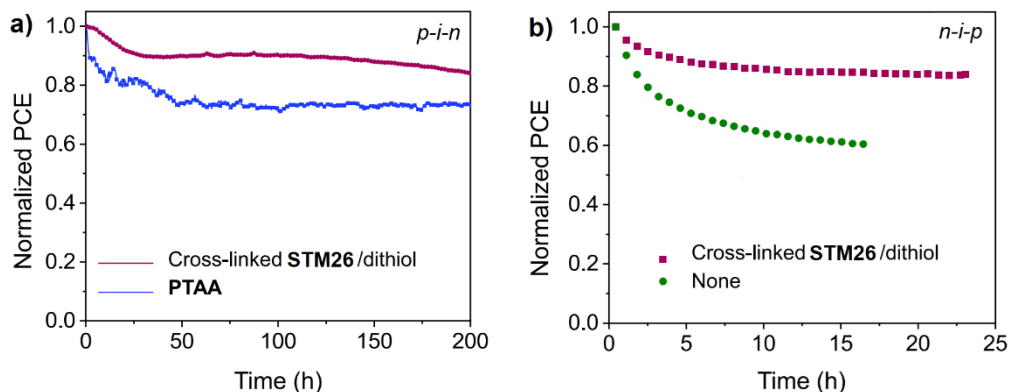 a)
p-i-n
Normalized PCE
1.0
0.8
0.6
0.4
0.2
0.0
Cross-linked STM26/dithiol
PTAA
0 50 100 150 200
Time (h)
b)
n-i-p
Normalized PCE
1.0
0.8
0.6
0.4
0.2
0.0
Cross-linked STM26/dithiol
None
0 5 10 15 20 25
Time (h)